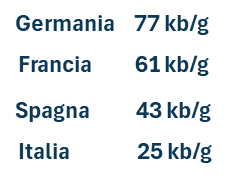 Germania 77 kb/g
Francia 61 kb/g
Spagna 43 kb/g
Italia 25 kb/g